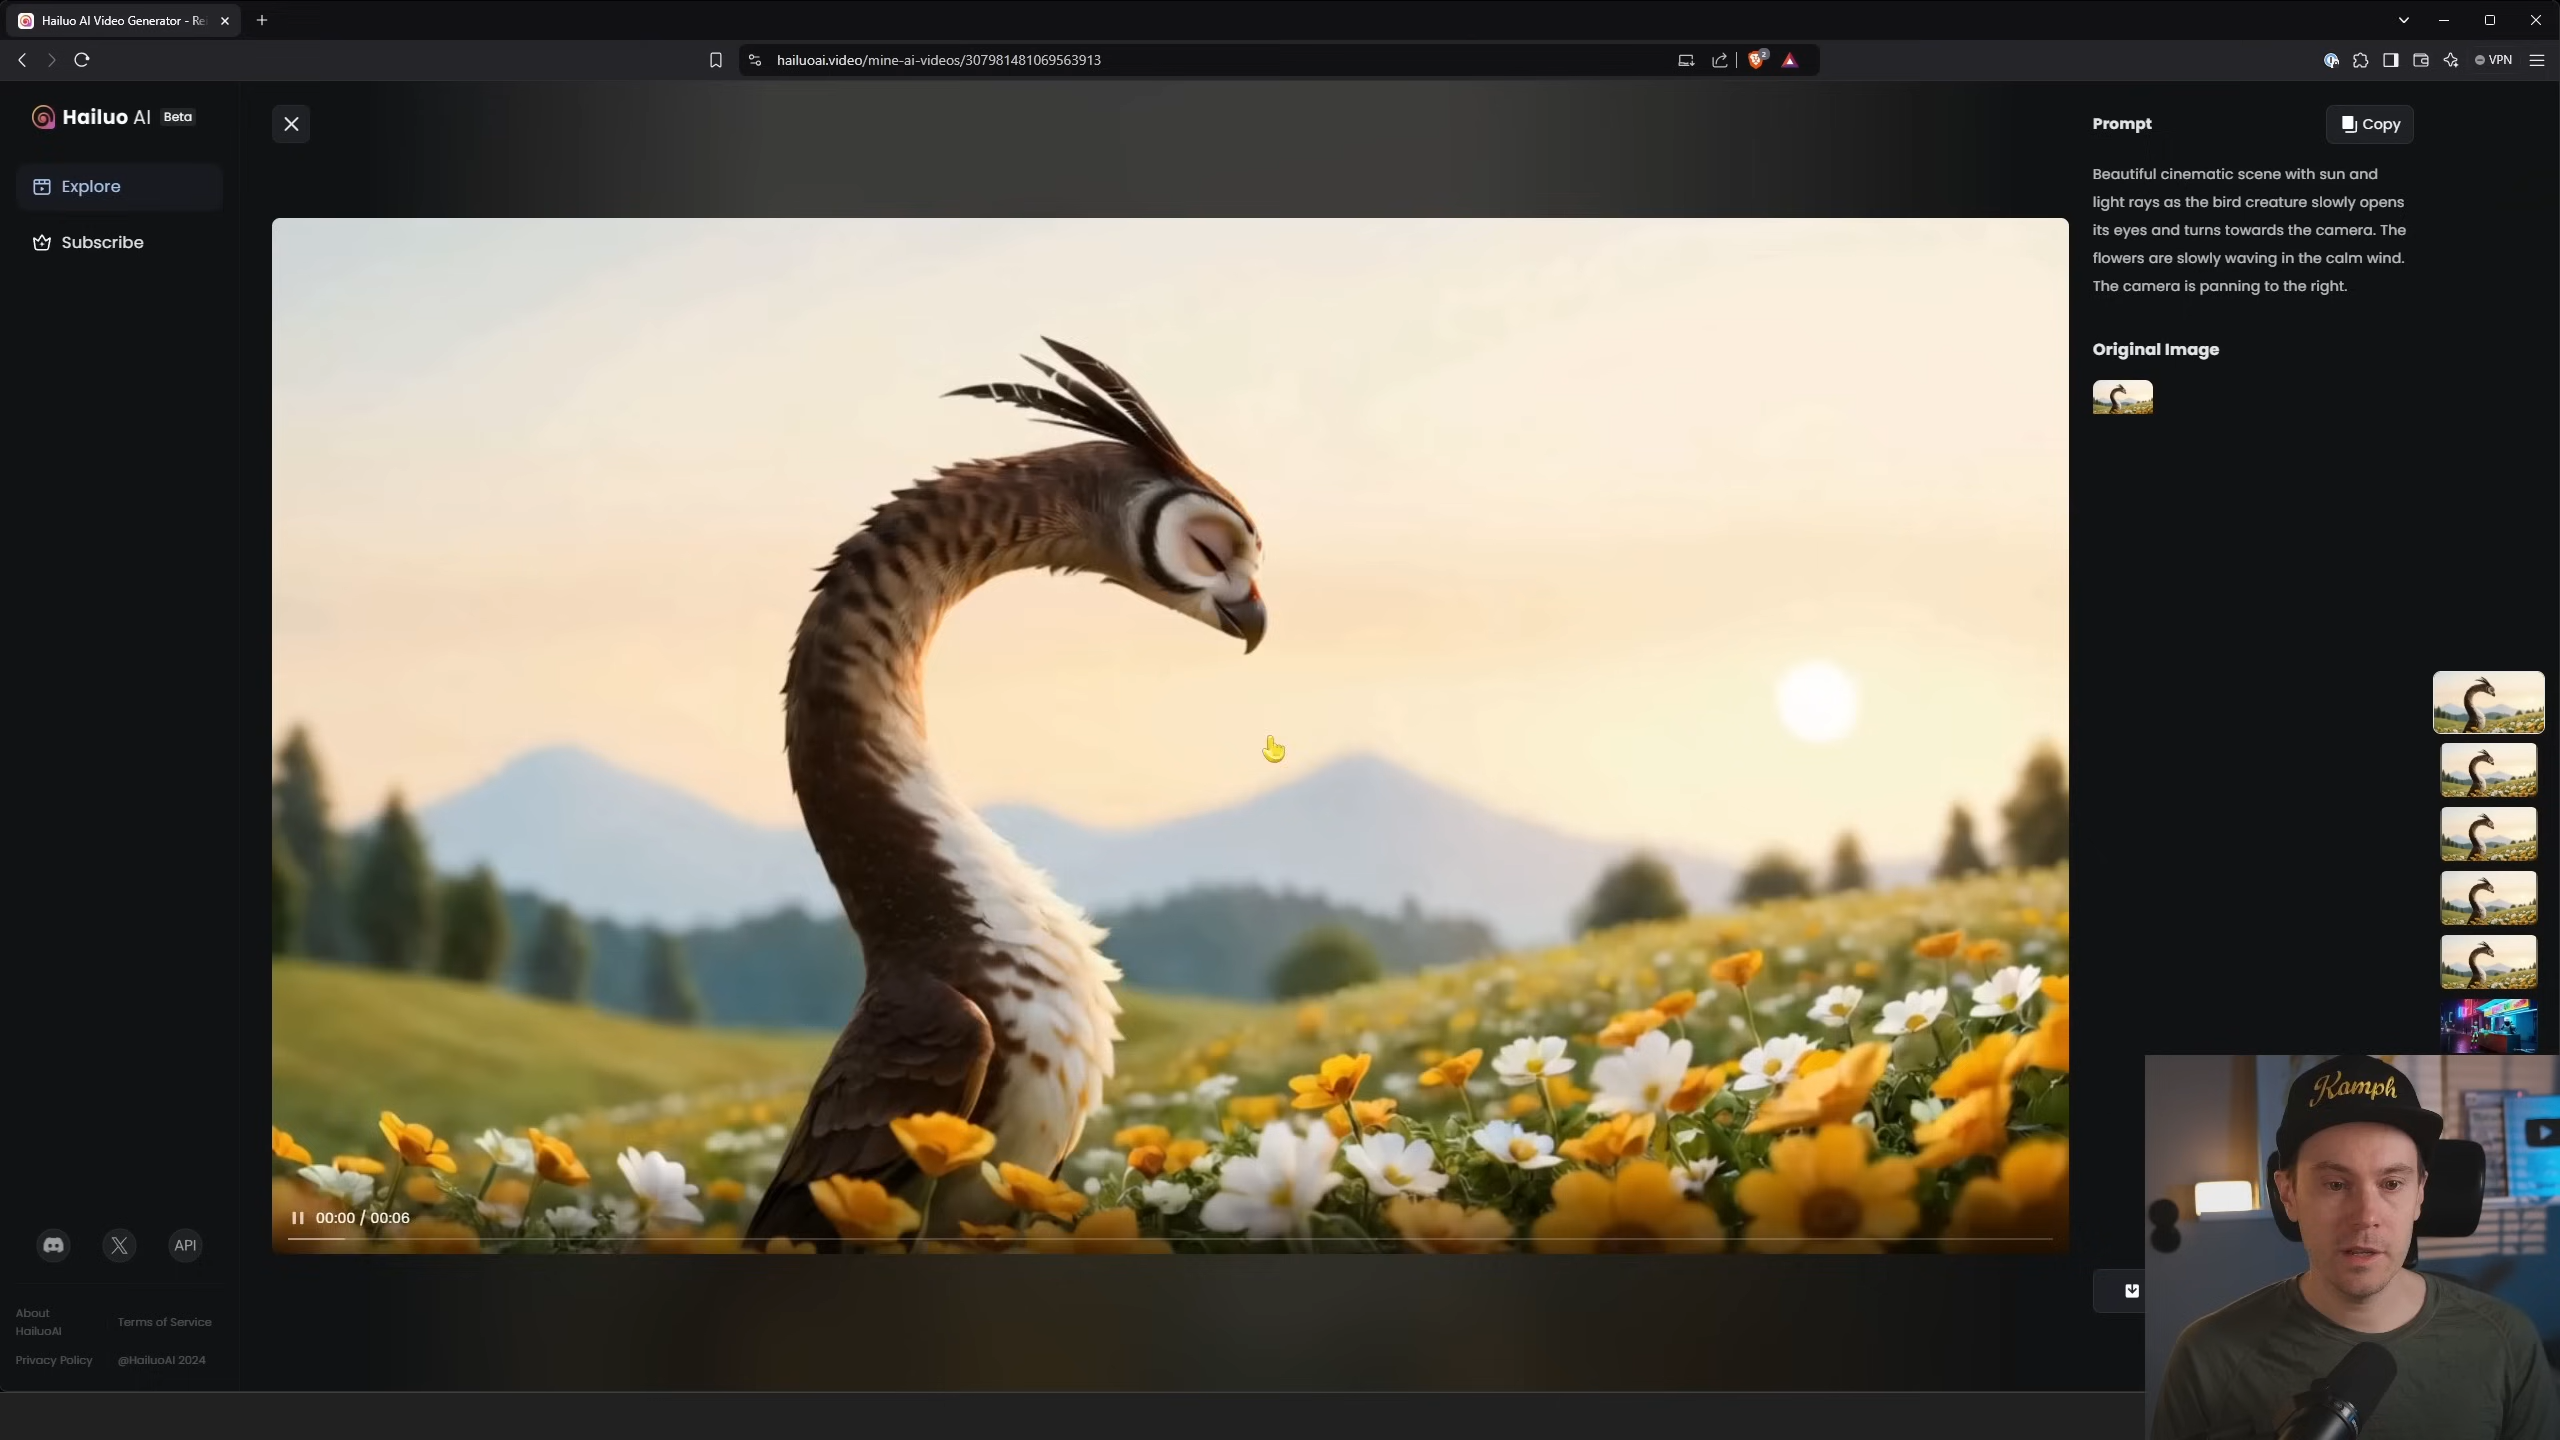 Hailuo AI Video Generator - Rei
hailuoai.video/mine-ai-videos/307981481069563913
2
VPN
Hailuo AI Beta
Explore
Subscribe
Prompt
Copy
Beautiful cinematic scene with sun and
light rays as the bird creature slowly opens
its eyes and turns towards the camera. The
flowers are slowly waving in the calm wind.
The camera is panning to the right.
Original Image
00:00 / 00:06
API
About
HailuoAI
Terms of Service
Privacy Policy
@HailuoAI 2024
Kamph